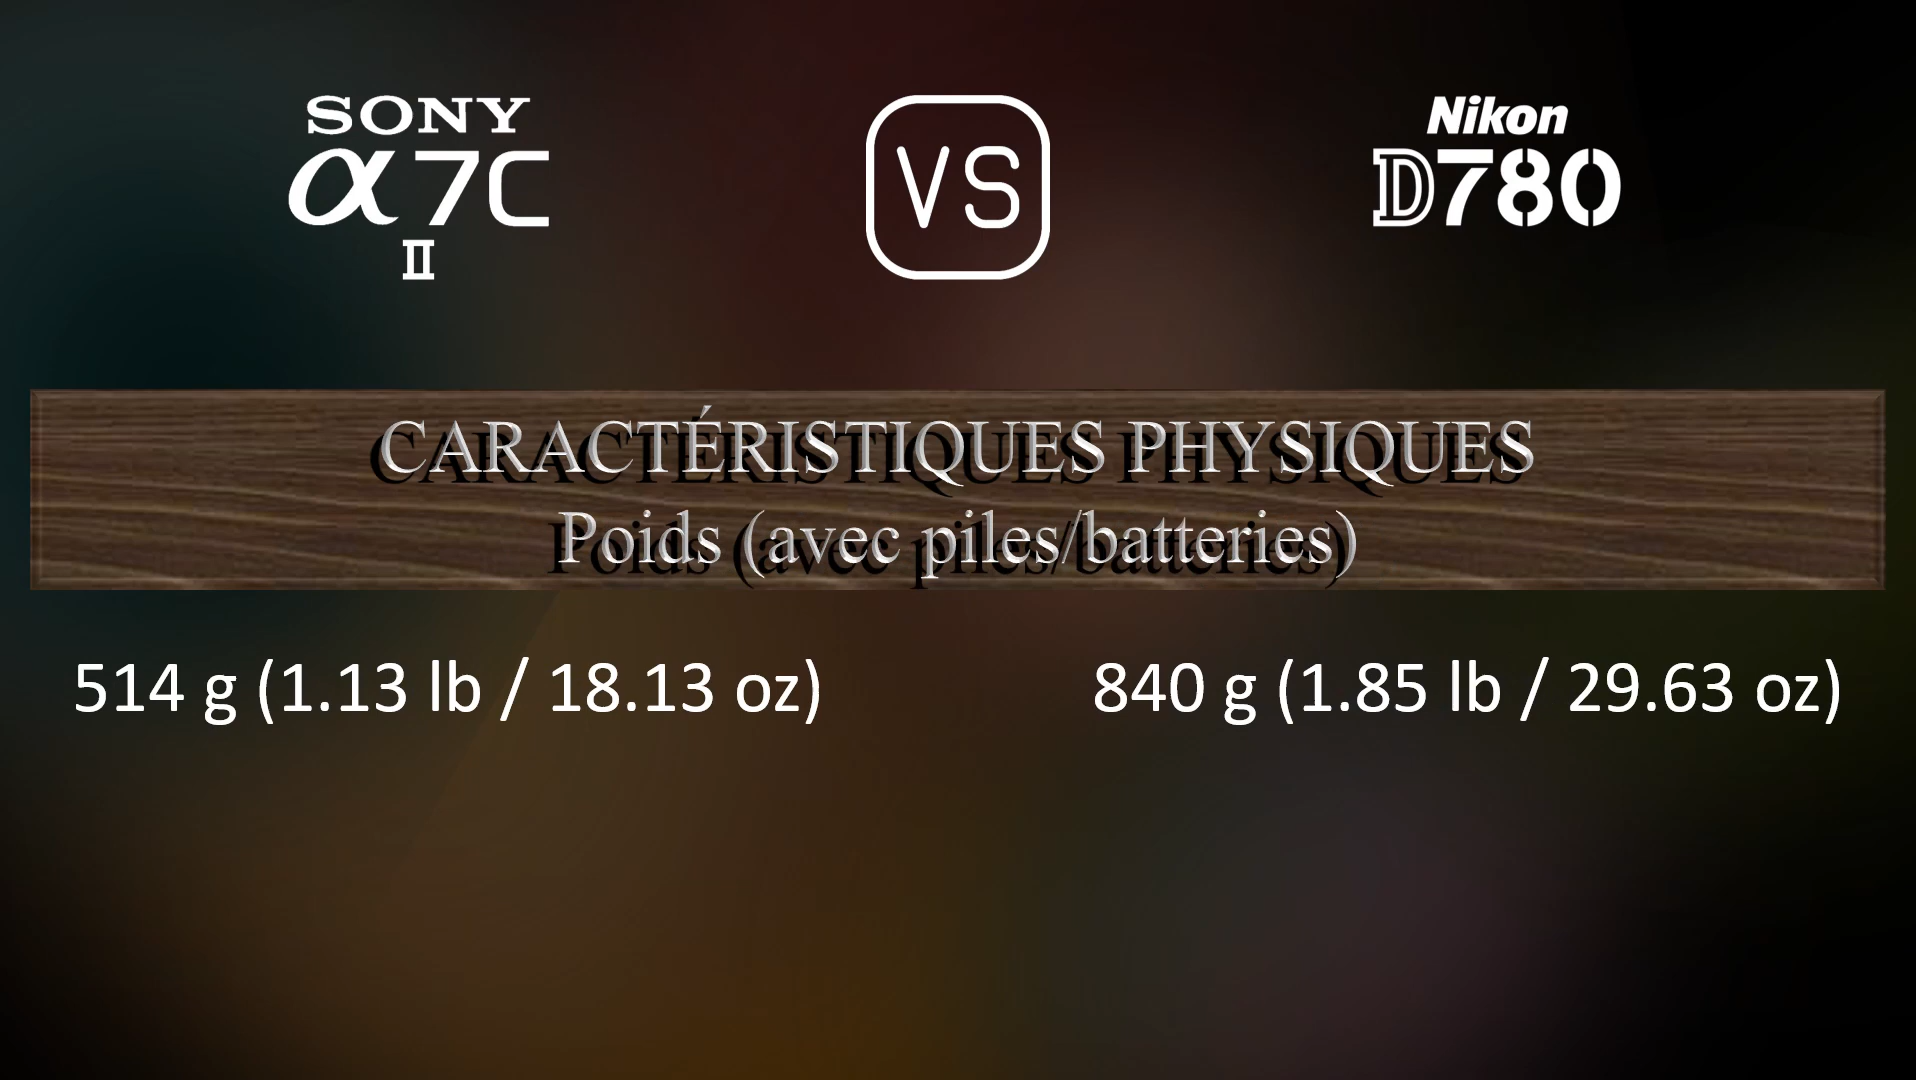 SONY
α7C
II
VS
Nikon
D780
CARACTÉRISTIQUES PHYSIQUES
Poids (avec piles/batteries)
514 g (1.13 lb / 18.13 oz)
840 g (1.85 lb / 29.63 oz)